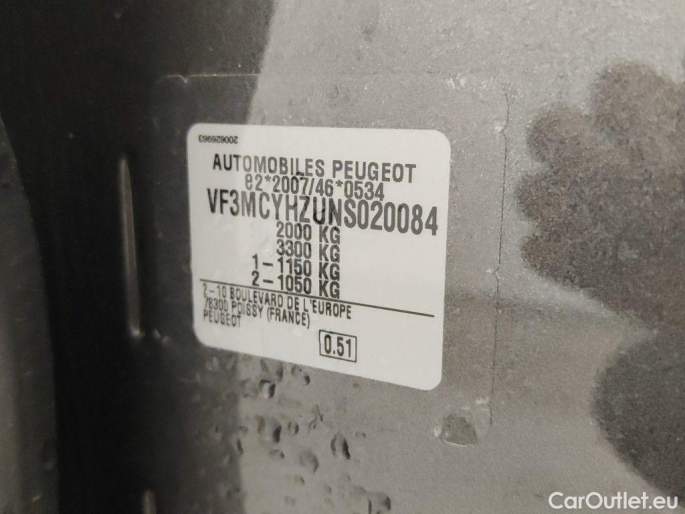 2006269963
AUTOMOBILES PEUGEOT
e2*2007/46*0534
VF3MCYHZUNS020084
2000 KG
3300 KG
1-1150 KG
2-1050 KG
2-10 BOULEVARD DE L'EUROPE
78300 POISSY (FRANCE)
PEUGEOT
0.51
CarOutlet.eu